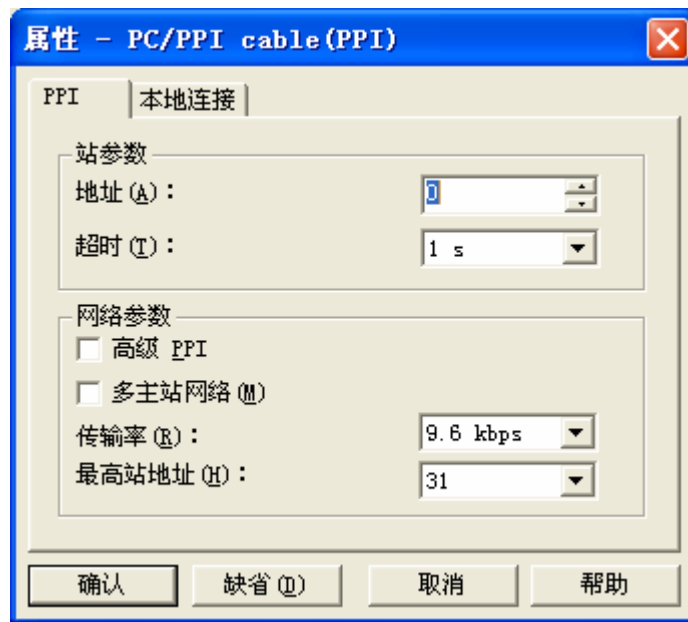 属性 - PC/PPI cable(PPI)
PPI 本地连接
站参数
地址(A): 0
超时(T): 1 s
网络参数
高级 PPI
多主站网络(M)
传输率(R): 9.6 kbps
最高站地址(H): 31
确认 缺省(D) 取消 帮助